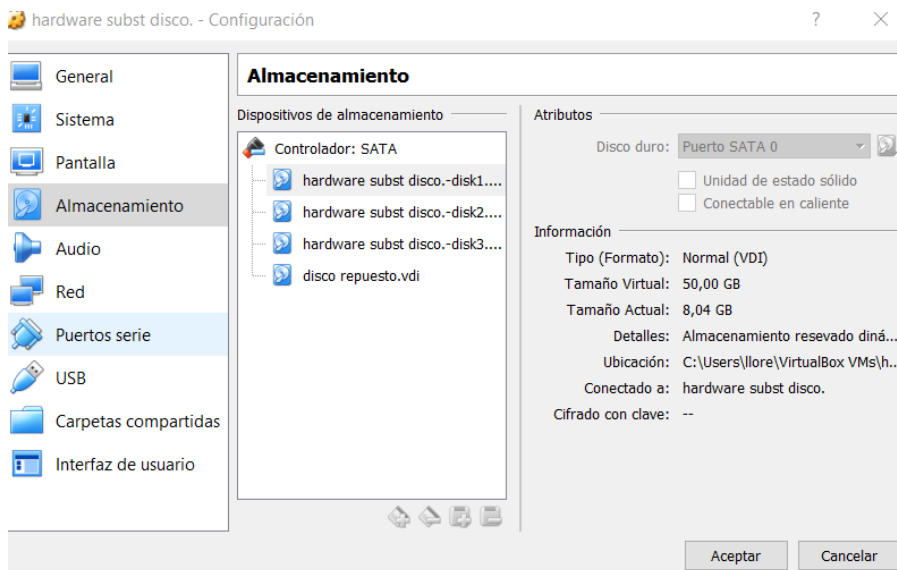 hardware subst disco. - Configuración
?
General
Sistema
Pantalla
Almacenamiento
Audio
Red
Puertos serie
USB
Carpetas compartidas
Interfaz de usuario
Almacenamiento
Dispositivos de almacenamiento
Controlador: SATA
hardware subst disco.-disk1....
hardware subst disco.-disk2....
hardware subst disco.-disk3....
disco repuesto.vdi
Atributos
Disco duro: Puerto SATA 0
Unidad de estado sólido
Conectable en caliente
Información
Tipo (Formato): Normal (VDI)
Tamaño Virtual: 50,00 GB
Tamaño Actual: 8,04 GB
Detalles: Almacenamiento resevado diná...
Ubicación: C:\Users\llore\VirtualBox VMs\h...
Conectado a: hardware subst disco.
Cifrado con clave: --
Aceptar Cancelar